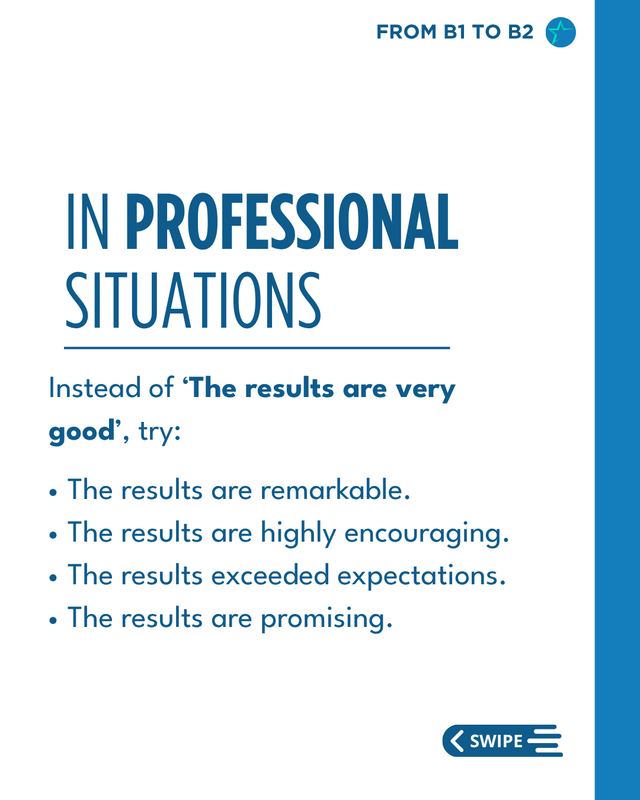 FROM B1 TO B2
IN PROFESSIONAL
SITUATIONS
Instead of ‘The results are very
good’, try:
• The results are remarkable.
• The results are highly encouraging.
• The results exceeded expectations.
• The results are promising.
SWIPE